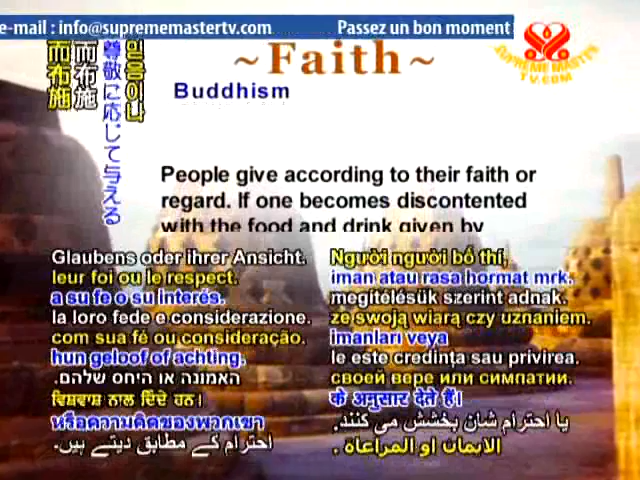 e-mail : info@suprememastertv.com Passez un bon moment
SUPREME MASTER
TV.COM
~Faith~
Buddhism
而布施
而布施
尊敬に応じて与える
People give according to their faith or
regard. If one becomes discontented
with the food and drink given by
Glaubens oder ihrer Ansicht.
leur foi ou le respect.
a su fe o su interés.
la loro fede e considerazione.
com sua fé ou consideração.
hun geloof of achting.
האמונה או היחס שלהם.
ਵਿਸ਼ਵਾਸ਼ ਨਾਲ ਦਿੰਦੇ ਹਨ।
หรือความคิดของพวกเขา
احترام کے مطابق دیتے ہیں.
Người người bố thí,
iman atau rasa hormat mrk.
megítélésük szerint adnak.
ze swoją wiarą czy uznaniem.
imanları veya
le este credința sau privirea.
своей вере или симпатии.
के अनुसार देते हैं।
یا احترام شان بخشش می کنند.
الايمان او المراعاة .